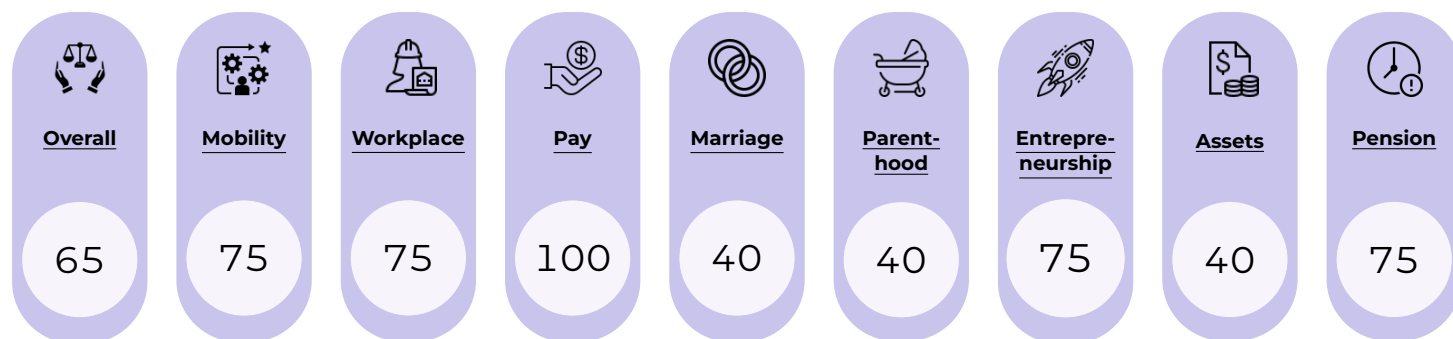 Overall
65
Mobility
75
Workplace
75
$
Pay
100
Marriage
40
Parent-
hood
40
Entrepre-
neurship
75
$
Assets
40
!
Pension
75